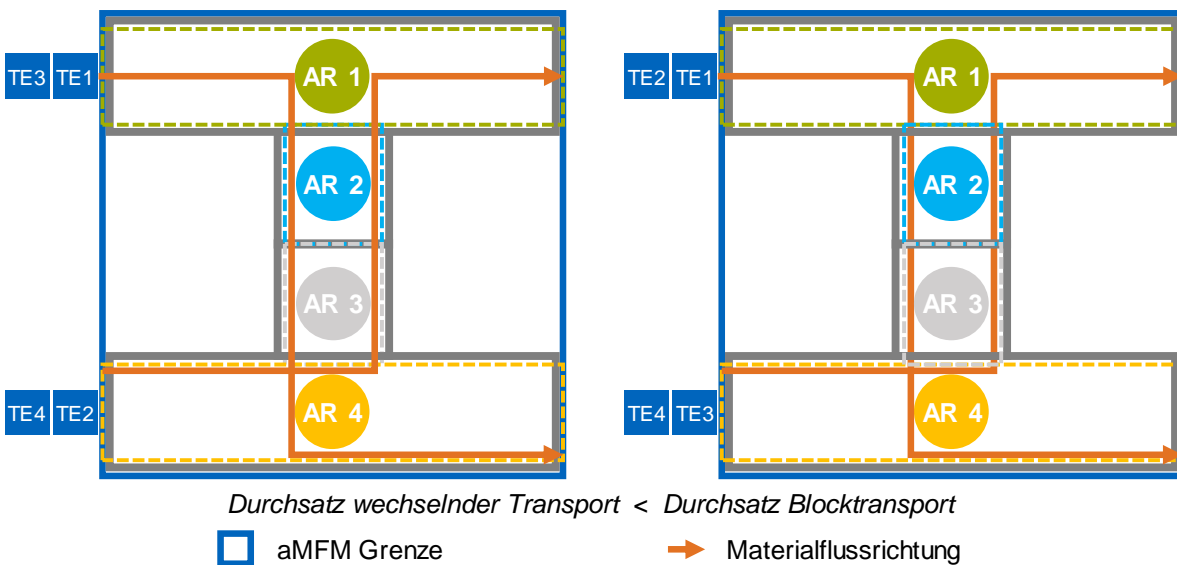 TE3 TE1 AR 1 TE2 TE1 AR 1
AR 2 AR 2
AR 3 AR 3
TE4 TE2 AR 4 TE4 TE3 AR 4
Durchsatz wechselnder Transport < Durchsatz Blocktransport
aMFM Grenze Materialflussrichtung